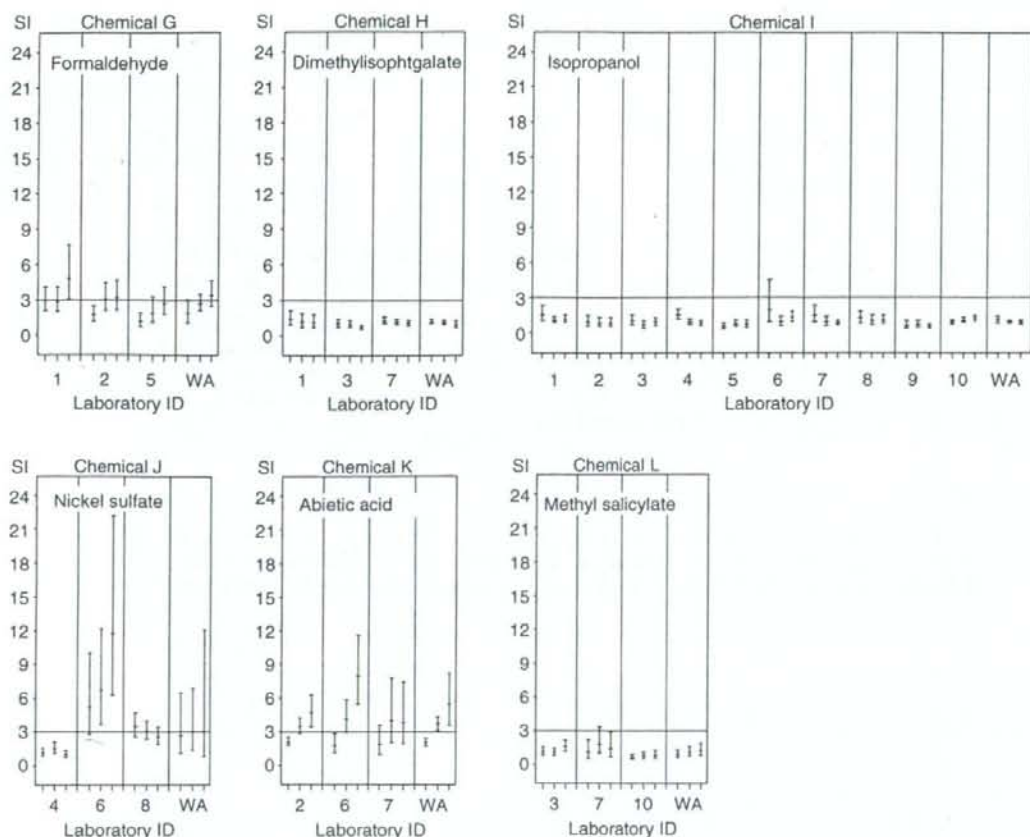 SI Chemical G
24
Formaldehyde
21
18
15
12
9
6
3
0
1 2 5 WA
Laboratory ID
Chemical H
24
Dimethylisophtgalate
21
18
15
12
9
6
3
0
1 3 7 WA
Laboratory ID
SI Chemical I
24
Isopropanol
21
18
15
12
9
6
3
0
1 2 3 4 5 6 7 8 9 10 WA
Laboratory ID
SI Chemical J
24
Nickel sulfate
21
18
15
12
9
6
3
0
4 6 8 WA
Laboratory ID
SI Chemical K
24
Abietic acid
21
18
15
12
9
6
3
0
2 6 7 WA
Laboratory ID
SI Chemical L
24
Methyl salicylate
21
18
15
12
9
6
3
0
3 7 10 WA
Laboratory ID